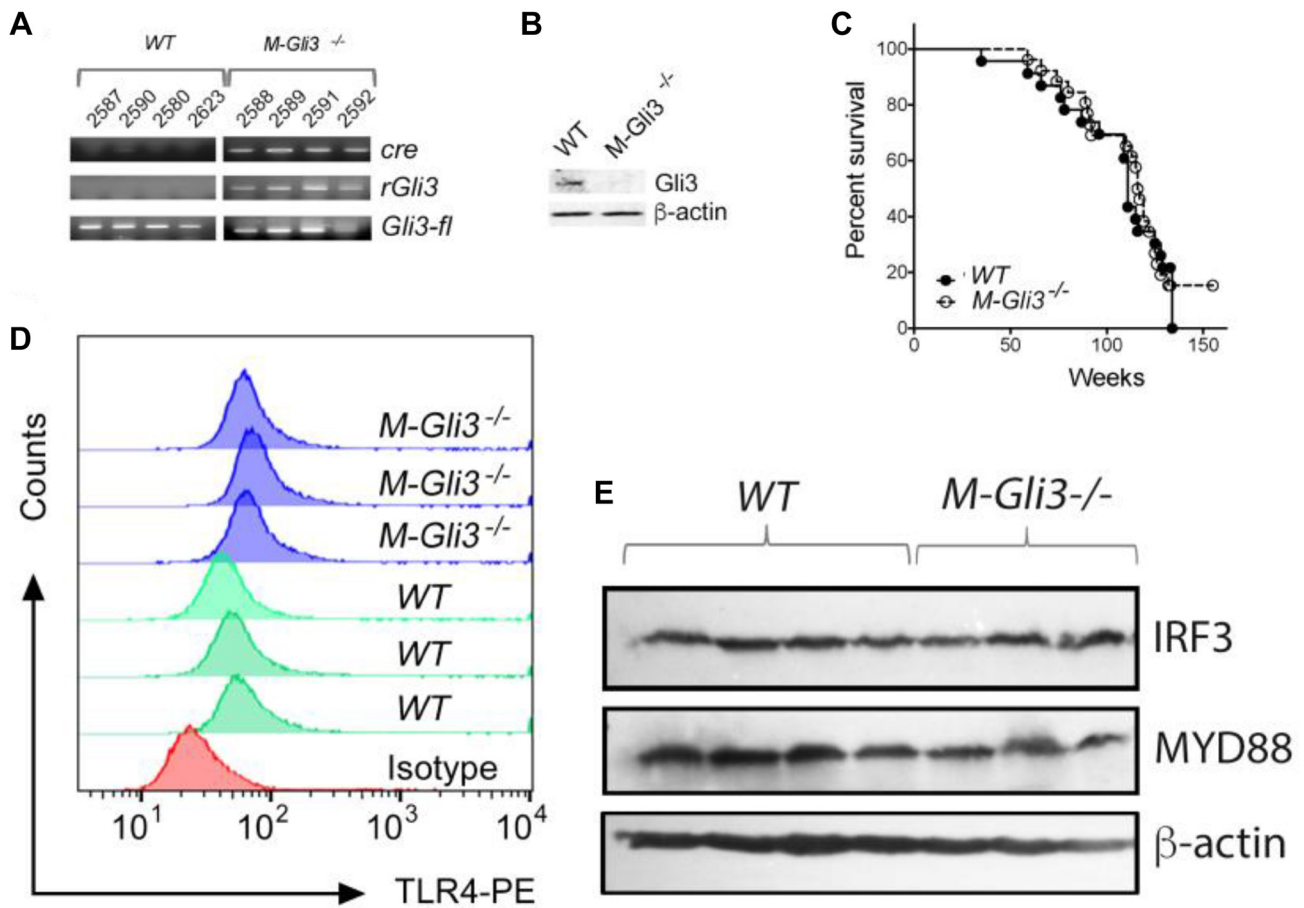 A
WT
M-Gli3 -/-
2587 2590 2580 2623 2588 2589 2591 2592
cre
rGli3
Gli3-fl
B
WT M-Gli3-/-
Gli3
β-actin
C
Percent survival
100
80
60
40
20
0
WT
M-Gli3-/-
0 50 100 150
Weeks
D
Counts
M-Gli3-/-
M-Gli3-/-
M-Gli3-/-
WT
WT
WT
Isotype
10^1 10^2 10^3 10^4
TLR4-PE
E
WT M-Gli3-/-
IRF3
MYD88
β-actin